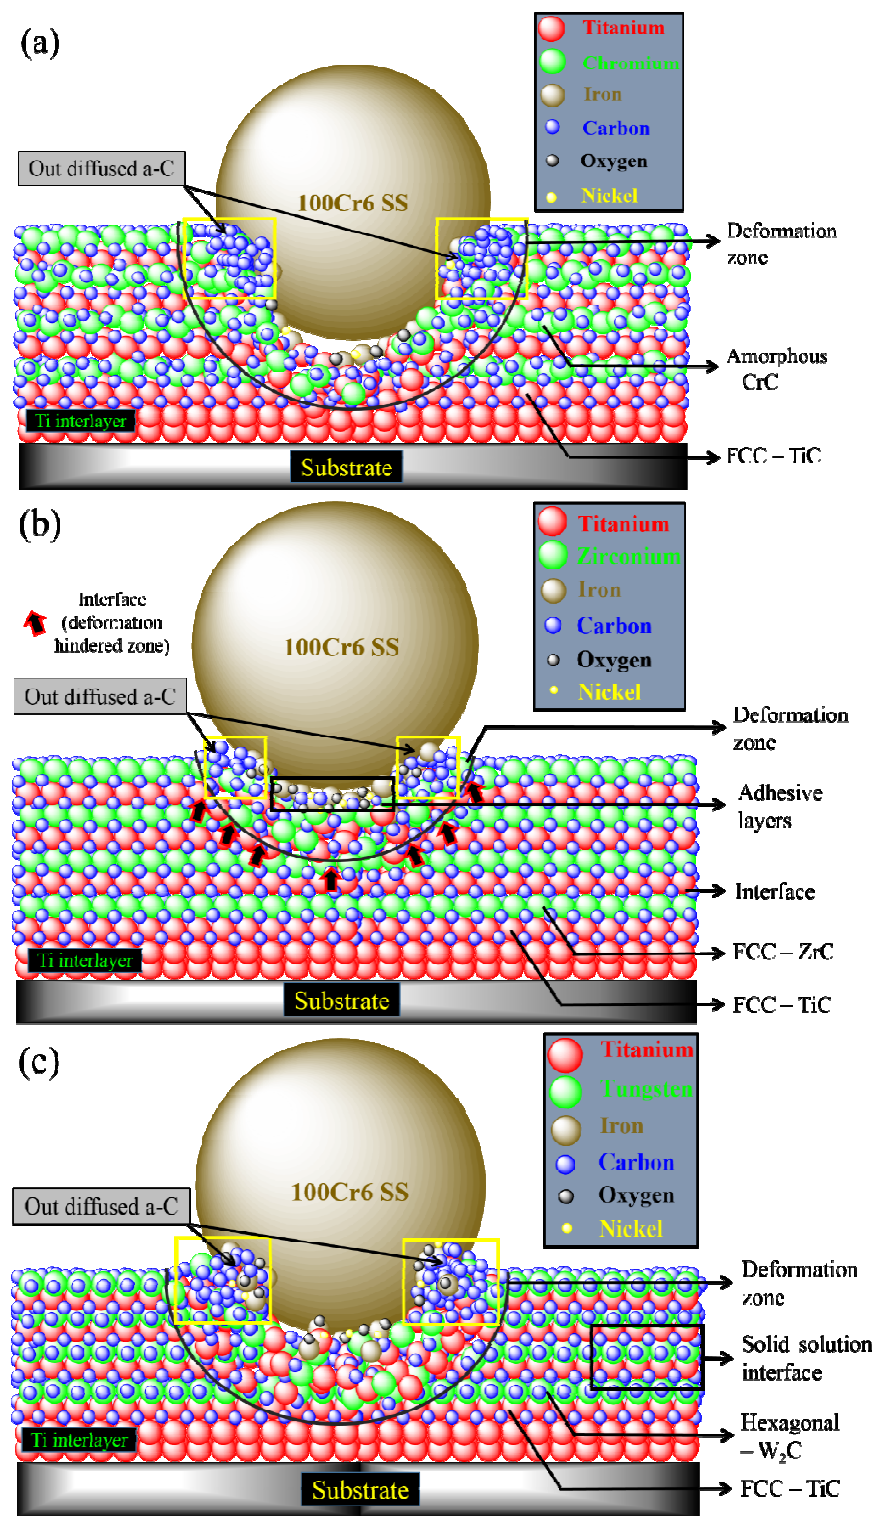 (a)
Titanium
Chromium
Iron
Carbon
Oxygen
Nickel
Out diffused a-C
100Cr6 SS
Deformation
zone
Amorphous
CrC
Ti interlayer
FCC – TiC
Substrate
(b)
Titanium
Zirconium
Iron
Carbon
Oxygen
Nickel
Interface
(deformation
hindered zone)
100Cr6 SS
Out diffused a-C
Deformation
zone
Adhesive
layers
Interface
FCC – ZrC
Ti interlayer
FCC – TiC
Substrate
(c)
Titanium
Tungsten
Iron
Carbon
Oxygen
Nickel
100Cr6 SS
Out diffused a-C
Deformation
zone
Solid solution
interface
Hexagonal
– W₂C
Ti interlayer
FCC – TiC
Substrate